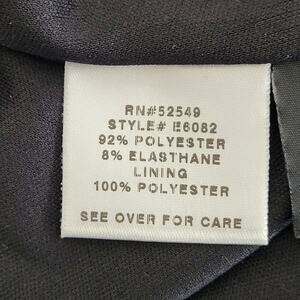 RN#52549
STYLE# E6082
92% POLYESTER
8% ELASTHANE
LINING
100% POLYESTER
SEE OVER FOR CARE